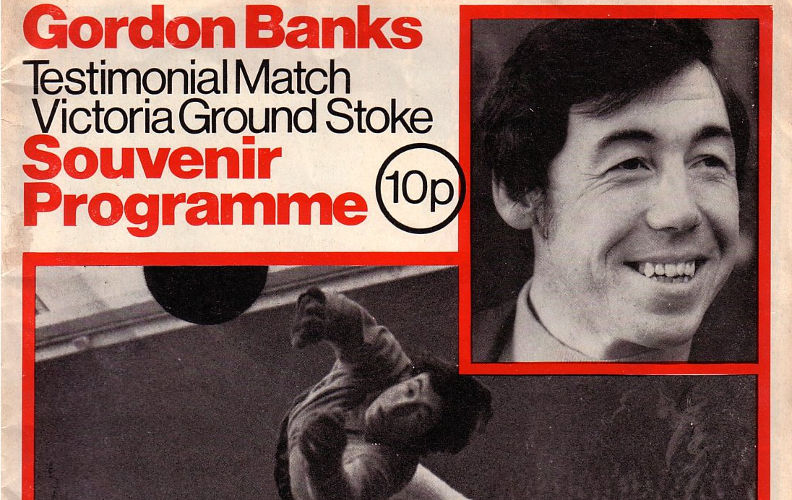 Gordon Banks
Testimonial Match
Victoria Ground Stoke
Souvenir
Programme
10p